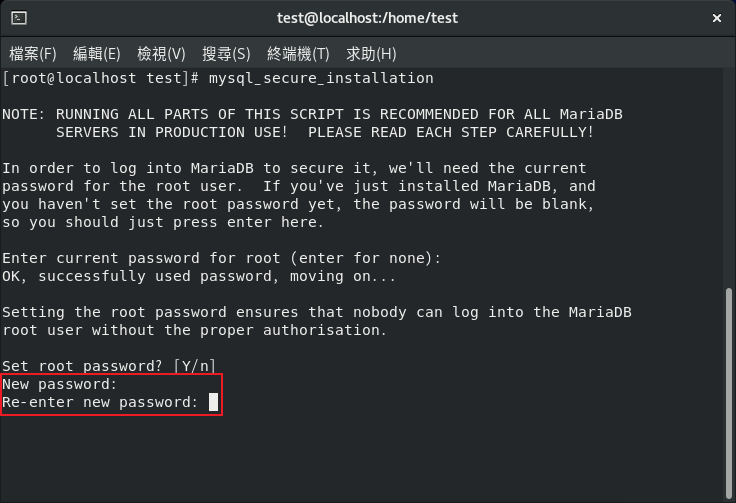 test@localhost:/home/test
檔案(F) 編輯(E) 檢視(V) 搜尋(S) 終端機(T) 求助(H)
[root@localhost test]# mysql_secure_installation
NOTE: RUNNING ALL PARTS OF THIS SCRIPT IS RECOMMENDED FOR ALL MariaDB
SERVERS IN PRODUCTION USE!  PLEASE READ EACH STEP CAREFULLY!
In order to log into MariaDB to secure it, we'll need the current
password for the root user.  If you've just installed MariaDB, and
you haven't set the root password yet, the password will be blank,
so you should just press enter here.
Enter current password for root (enter for none):
OK, successfully used password, moving on...
Setting the root password ensures that nobody can log into the MariaDB
root user without the proper authorisation.
Set root password? [Y/n]
New password:
Re-enter new password: